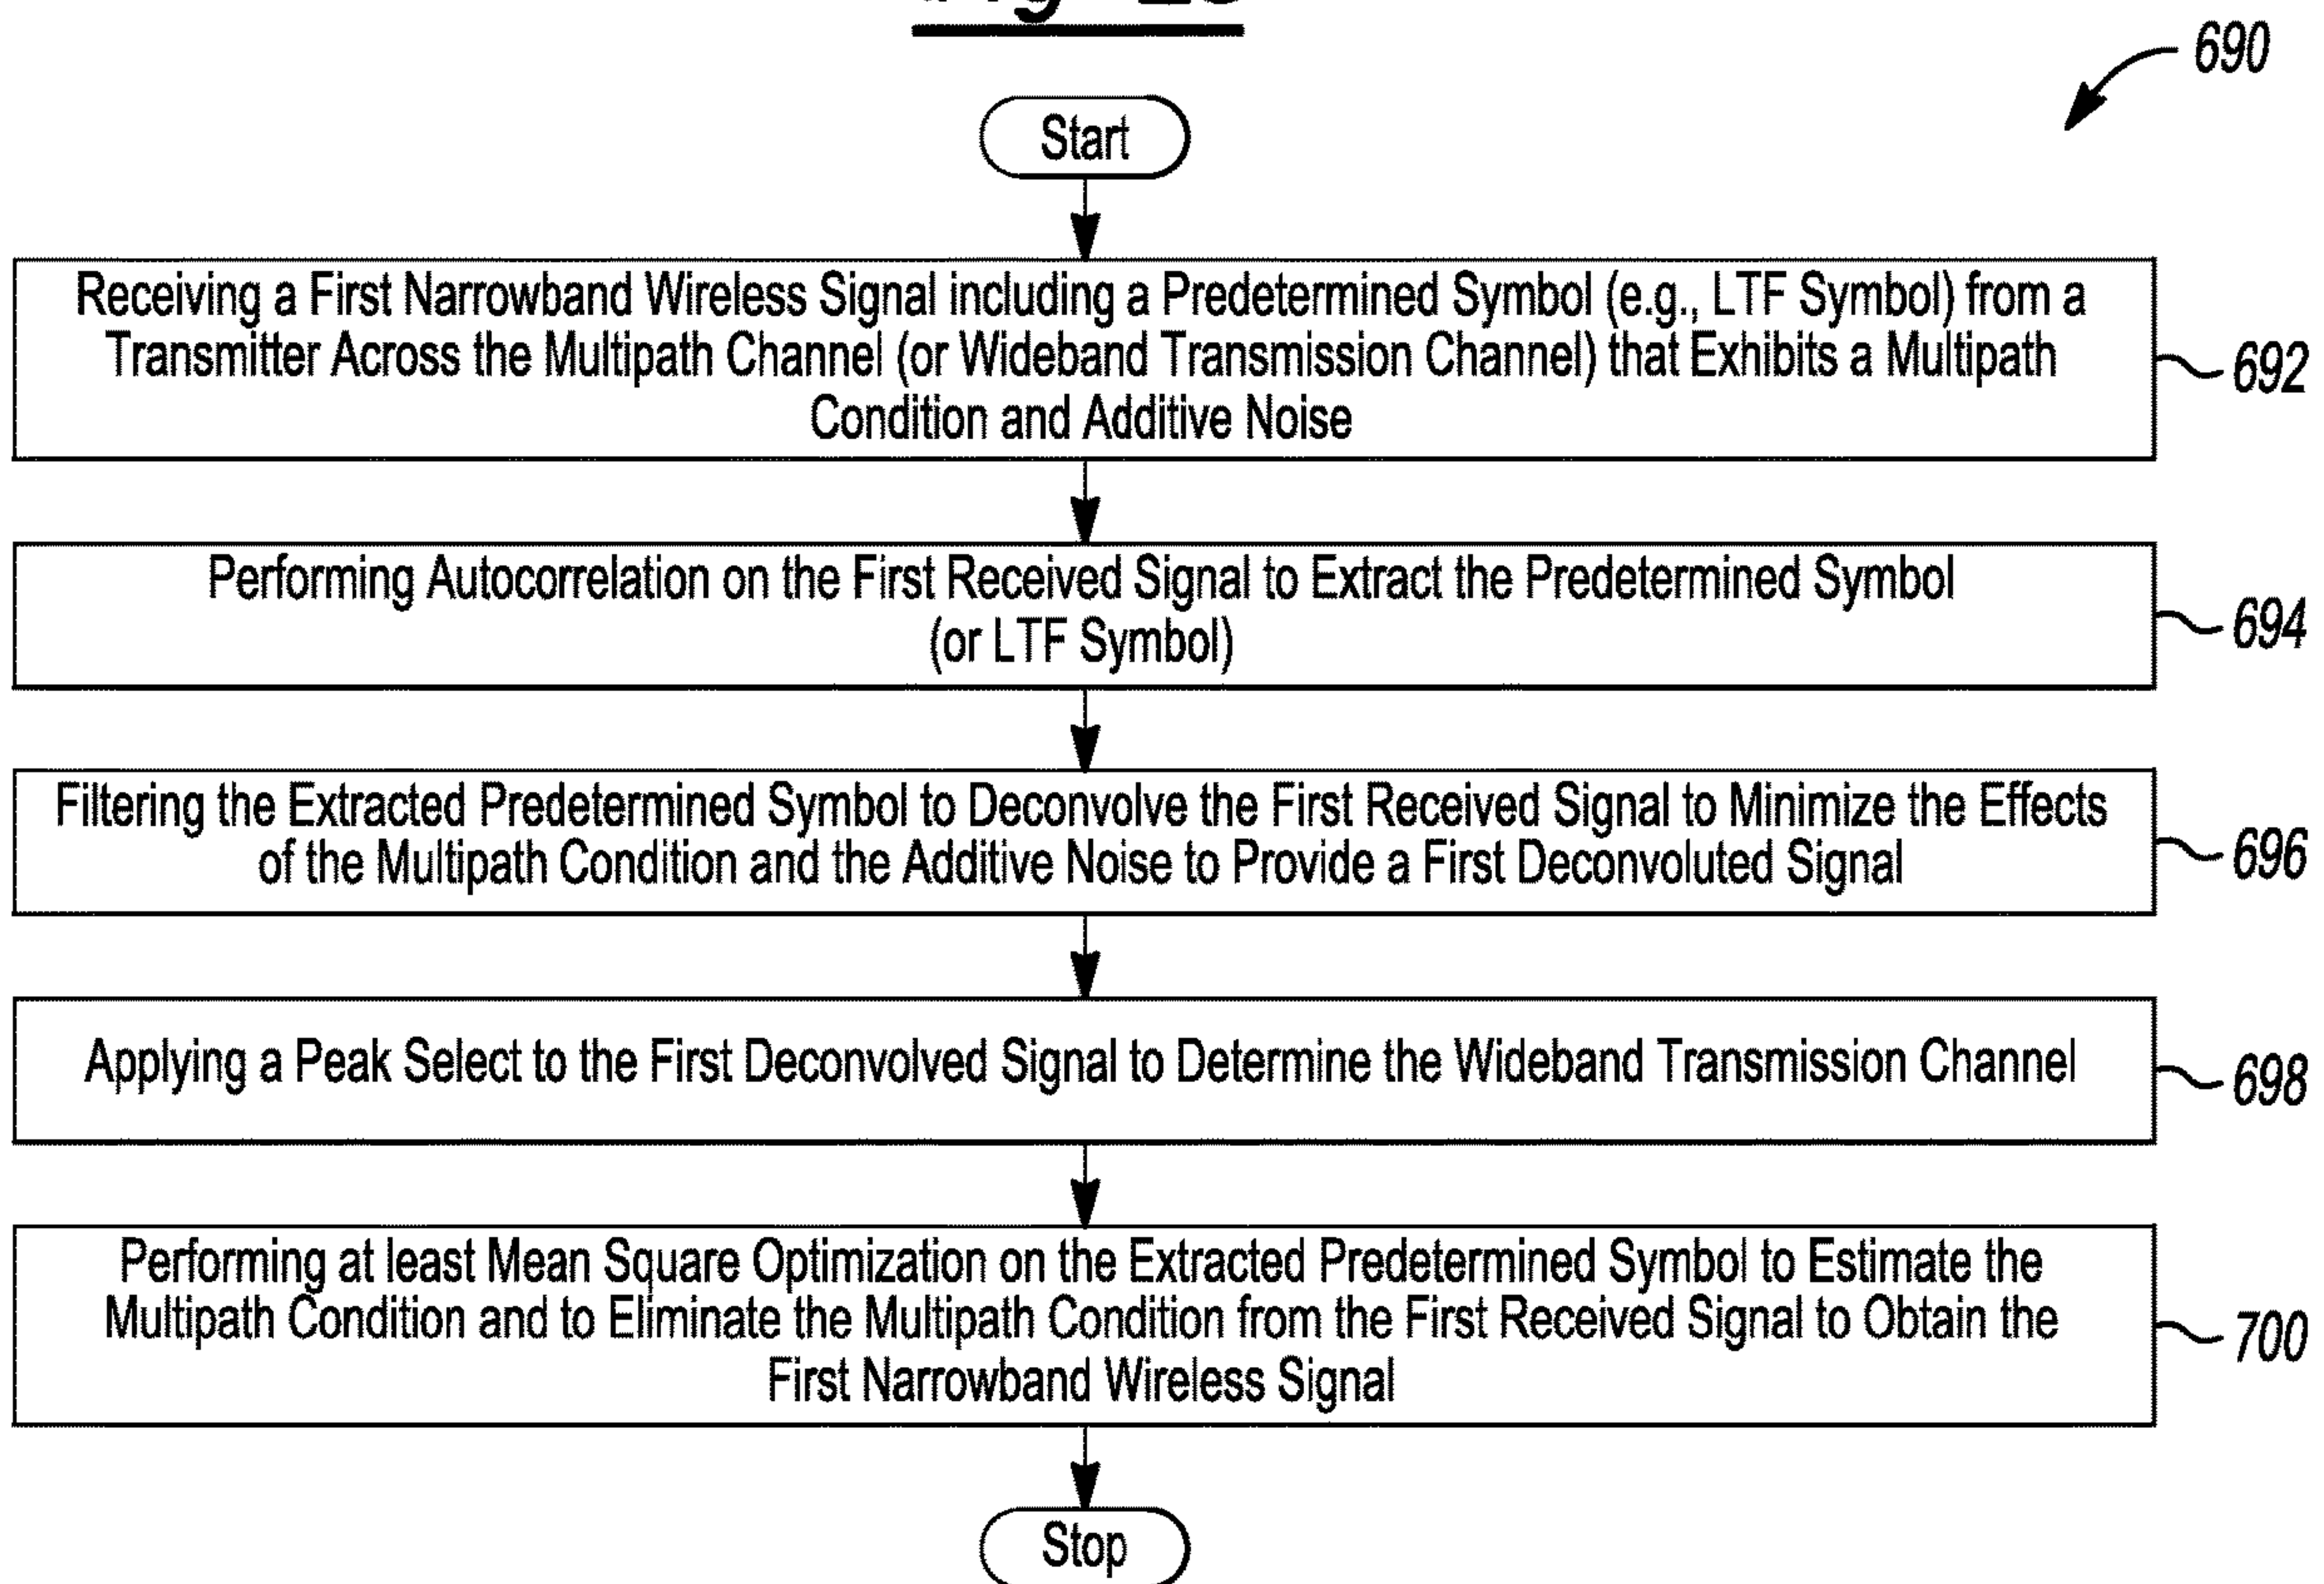 690
Start
Receiving a First Narrowband Wireless Signal including a Predetermined Symbol (e.g., LTF Symbol) from a
Transmitter Across the Multipath Channel (or Wideband Transmission Channel) that Exhibits a Multipath
Condition and Additive Noise
692
Performing Autocorrelation on the First Received Signal to Extract the Predetermined Symbol
(or LTF Symbol)
694
Filtering the Extracted Predetermined Symbol to Deconvolve the First Received Signal to Minimize the Effects
of the Multipath Condition and the Additive Noise to Provide a First Deconvoluted Signal
696
Applying a Peak Select to the First Deconvolved Signal to Determine the Wideband Transmission Channel
698
Performing at least Mean Square Optimization on the Extracted Predetermined Symbol to Estimate the
Multipath Condition and to Eliminate the Multipath Condition from the First Received Signal to Obtain the
First Narrowband Wireless Signal
700
Stop